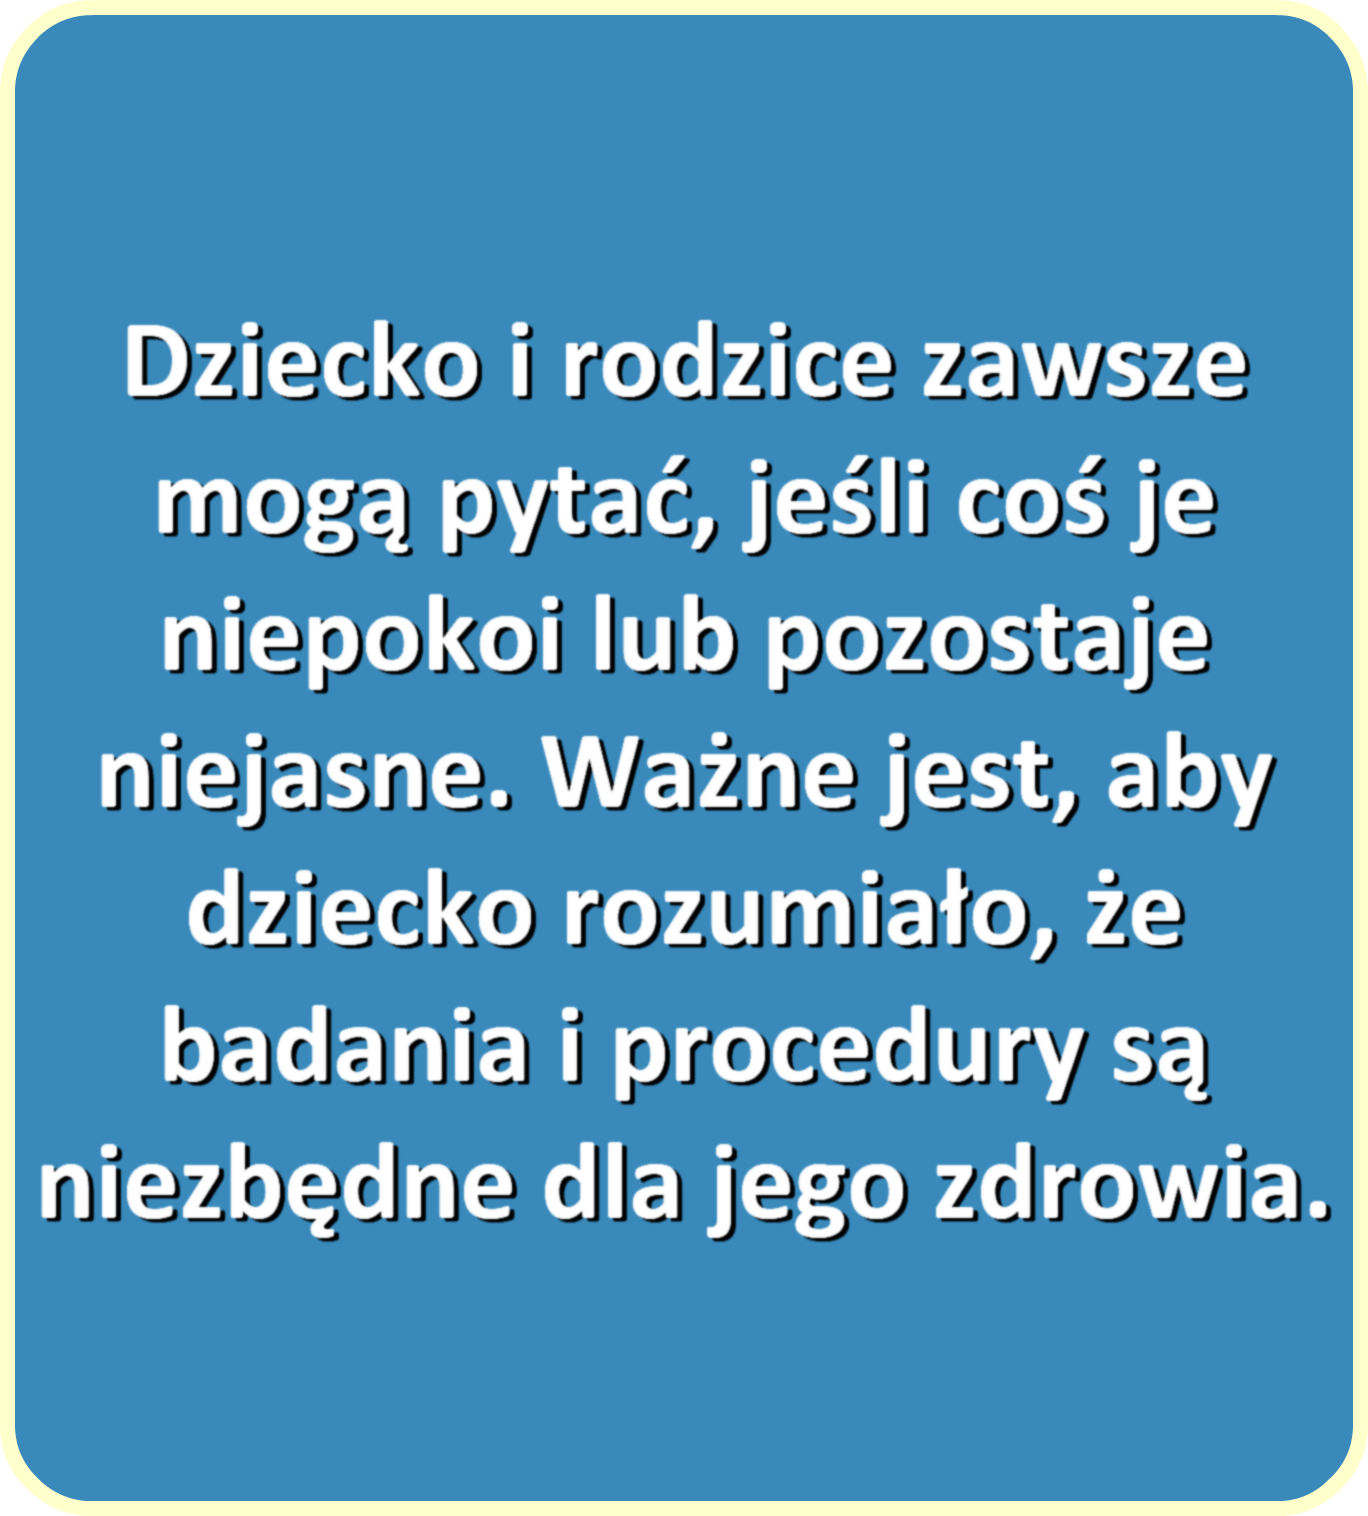 Dziecko i rodzice zawsze
mogą pytać, jeśli coś je
niepokoi lub pozostaje
niejasne. Ważne jest, aby
dziecko rozumiało, że
badania i procedury są
niezbędne dla jego zdrowia.